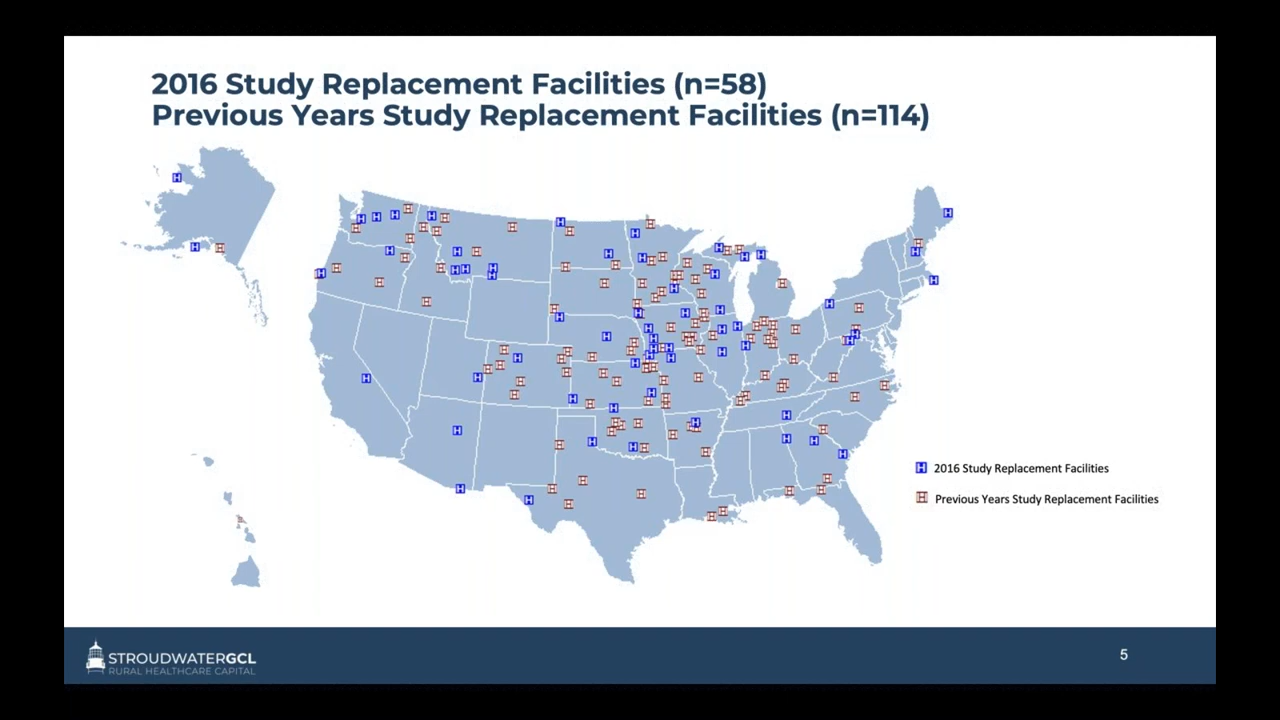 2016 Study Replacement Facilities (n=58)
Previous Years Study Replacement Facilities (n=114)
H 2016 Study Replacement Facilities
H Previous Years Study Replacement Facilities
STROUDWATERGCL
RURAL HEALTHCARE CAPITAL
5